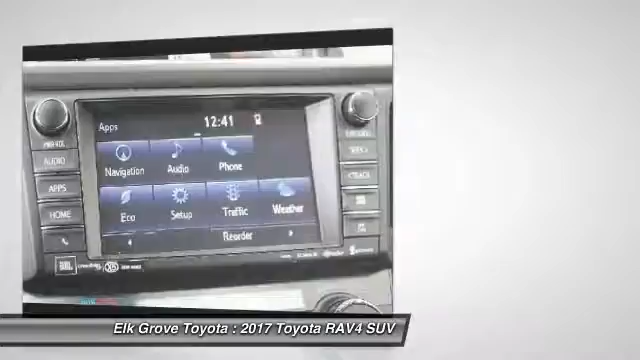 12:41
Apps
Navigation Audio Phone
Eco Setup Traffic Weather
Reorder
AUDIO
APPS
HOME
JBL
Elk Grove Toyota : 2017 Toyota RAV4 SUV